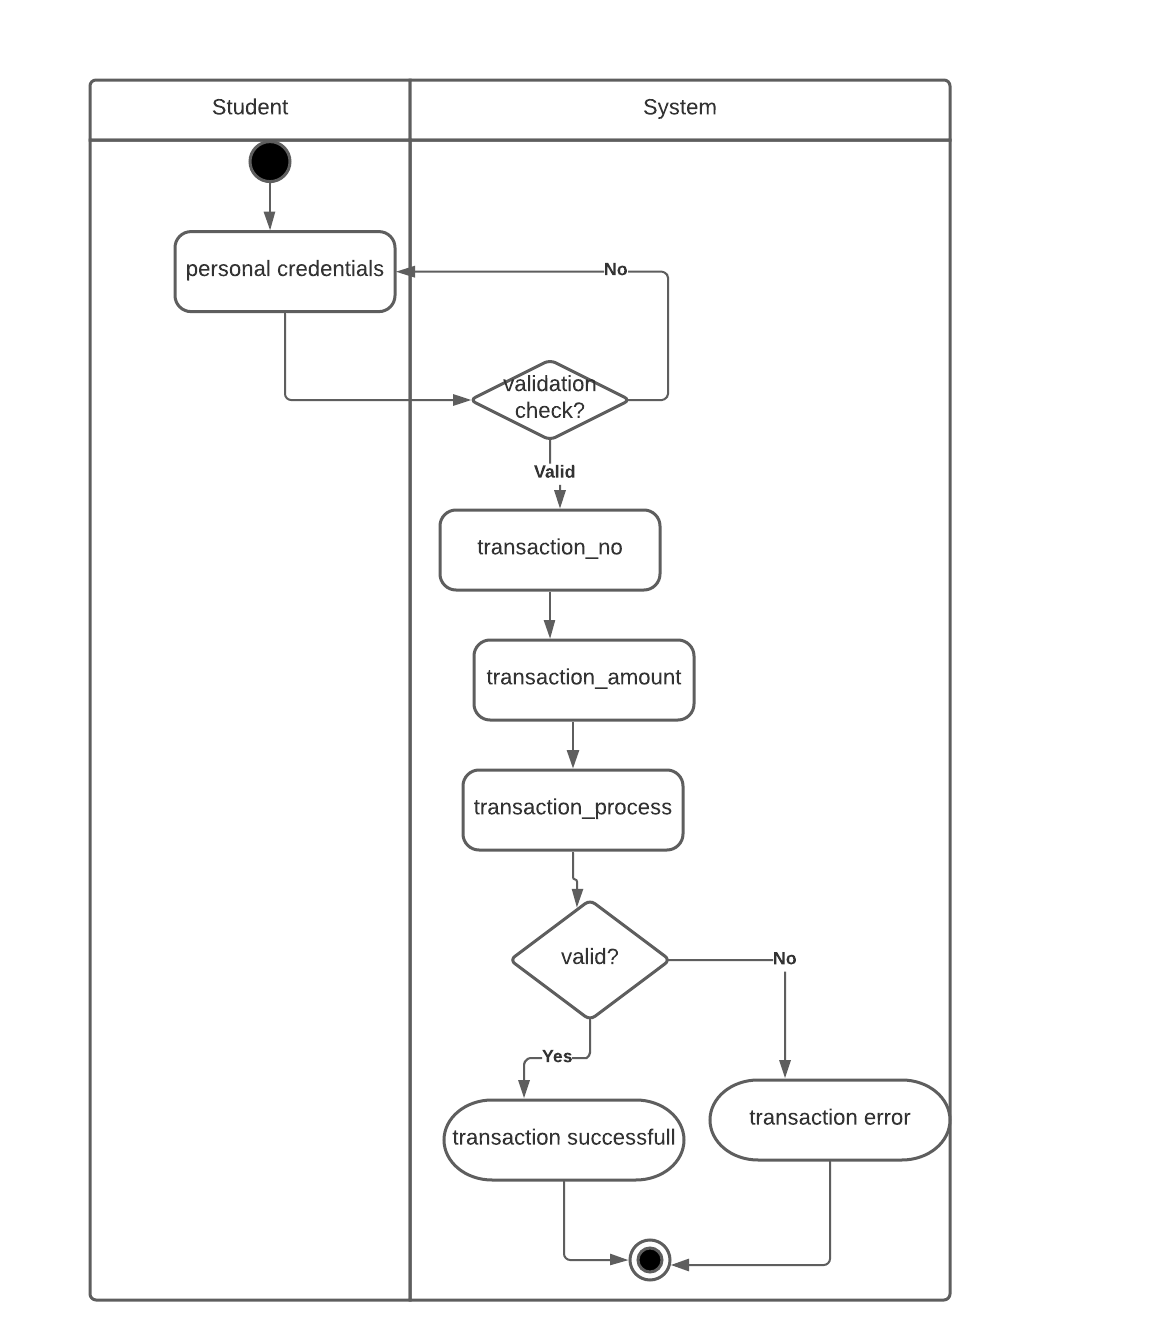 Student
System
personal credentials
No
validation
check?
Valid
transaction_no
transaction_amount
transaction_process
valid?
No
Yes
transaction successfull
transaction error